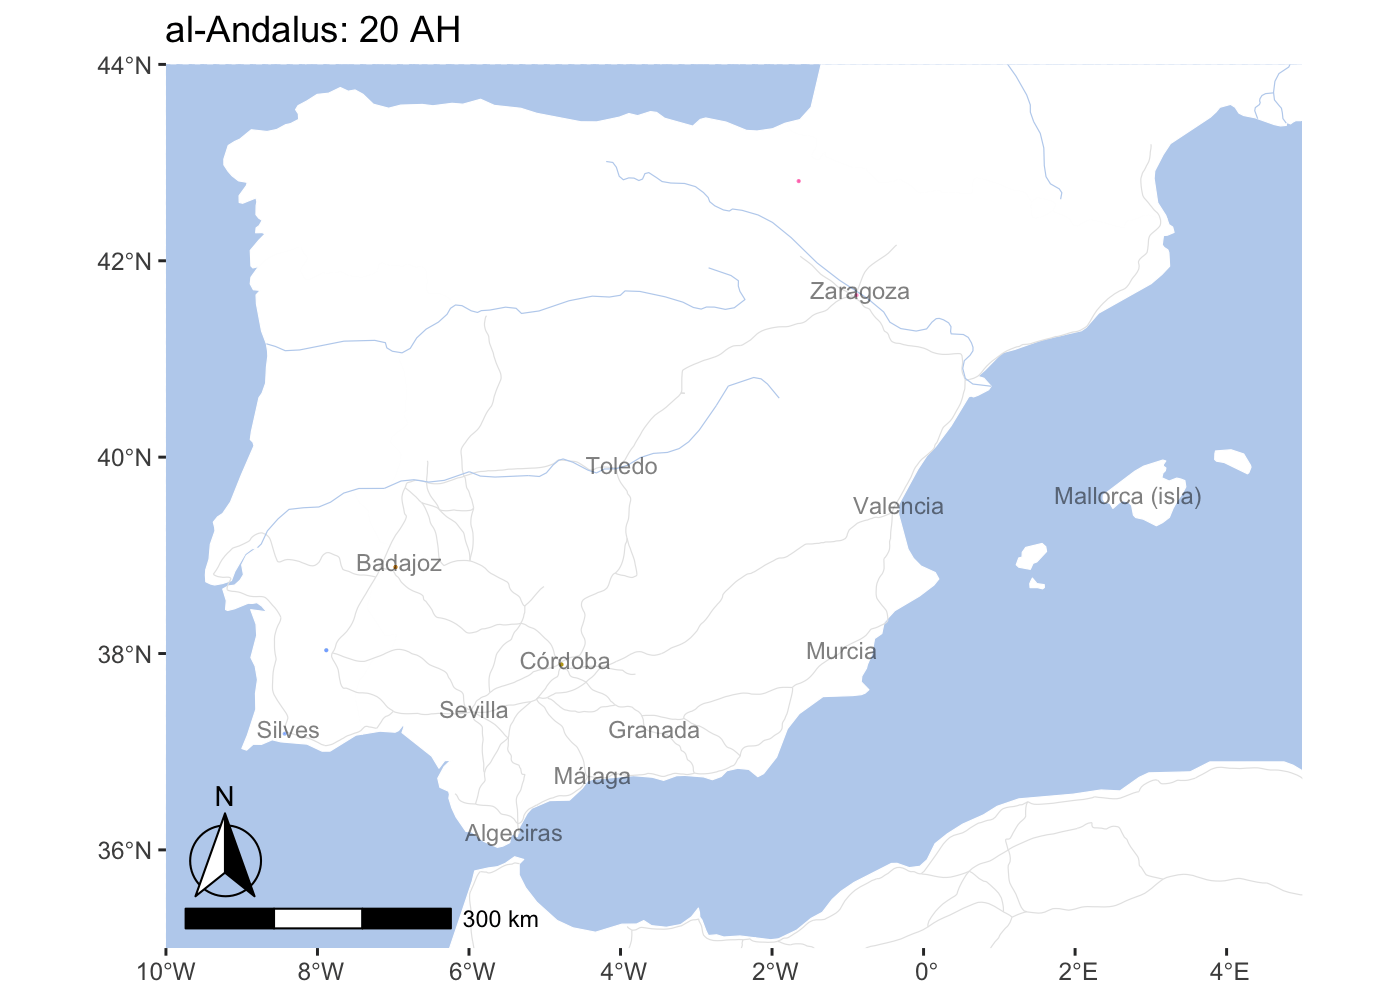 al-Andalus: 20 AH
44°N
42°N
Zaragoza
40°N
Toledo
Mallorca (isla)
Valencia
Badajoz
38°N
Córdoba
Murcia
Sevilla
Silves
Granada
Málaga
N
Algeciras
36°N
300 km
10°W
8°W
6°W
4°W
2°W
0°
2°E
4°E